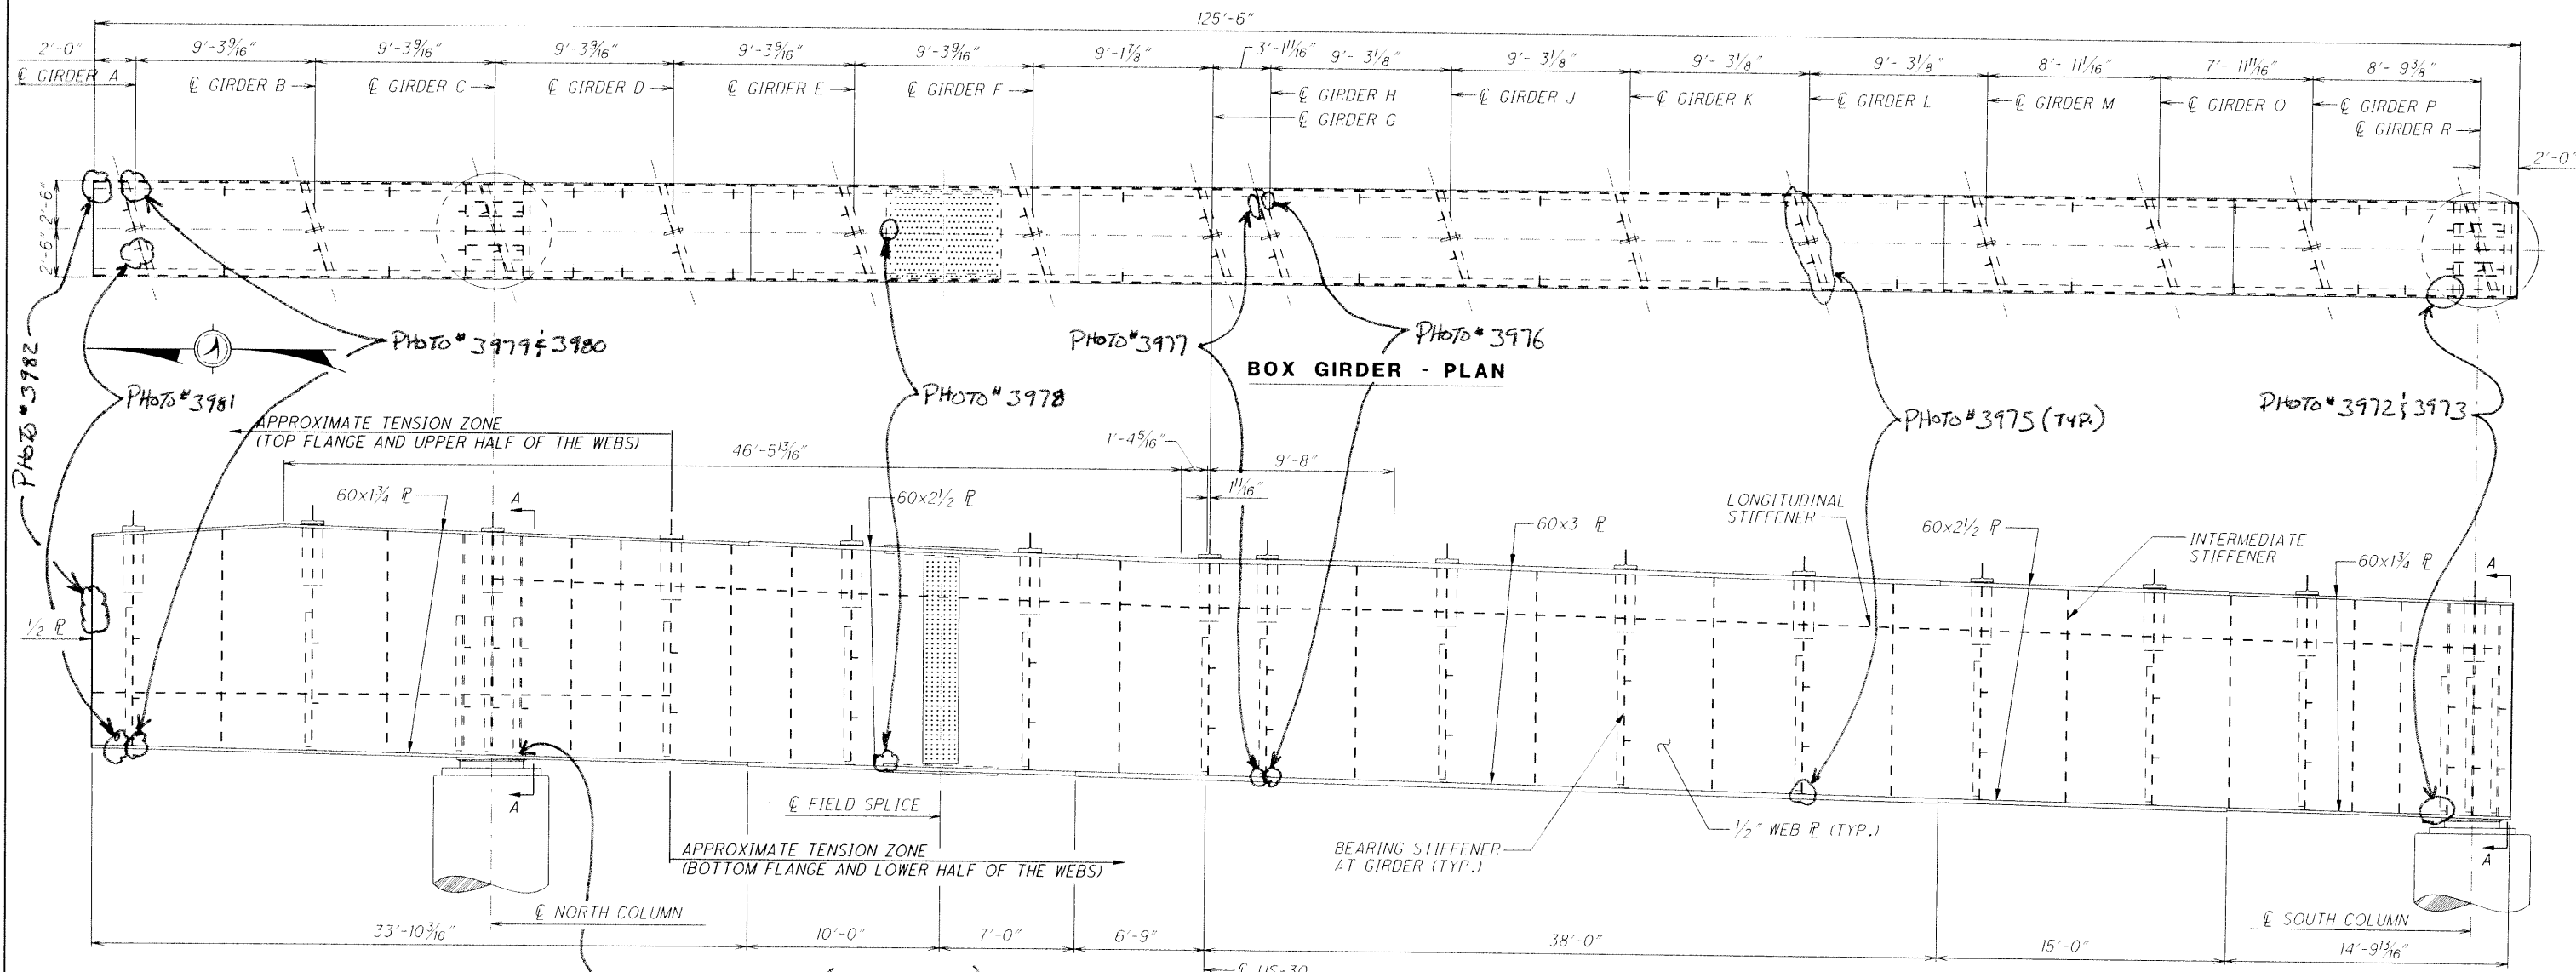 125'-6"
2'-0"
9'-3 9/16"
9'-3 9/16"
9'-3 9/16"
9'-3 9/16"
9'-3 9/16"
9'-1 7/8"
3'-1 11/16"
9'- 3 1/8"
9'- 3 1/8"
9'- 3 1/8"
9'- 3 1/8"
8'- 11 11/16"
7'- 11 11/16"
8'- 9 3/8"
℄ GIRDER A
℄ GIRDER B
℄ GIRDER C
℄ GIRDER D
℄ GIRDER E
℄ GIRDER F
℄ GIRDER H
℄ GIRDER G
℄ GIRDER J
℄ GIRDER K
℄ GIRDER L
℄ GIRDER M
℄ GIRDER O
℄ GIRDER P
℄ GIRDER R
2'-0"
2'-6"
2'-6"
PHOTO #3982
PHOTO # 3979 & 3980
PHOTO #3981
PHOTO # 3978
PHOTO #3977
PHOTO # 3976
BOX GIRDER - PLAN
PHOTO #3975 (TYP.)
PHOTO # 3972 & 3973
APPROXIMATE TENSION ZONE
(TOP FLANGE AND UPPER HALF OF THE WEBS)
46'-5 13/16"
1'-4 5/16"
9'-8"
1 11/16"
60x1 3/4 ℄
A
60x2 1/2 ℄
60x3 ℄
LONGITUDINAL
STIFFENER
60x2 1/2 ℄
INTERMEDIATE
STIFFENER
60x1 3/4 ℄
A
1/2 ℄
A
℄ FIELD SPLICE
APPROXIMATE TENSION ZONE
(BOTTOM FLANGE AND LOWER HALF OF THE WEBS)
BEARING STIFFENER
AT GIRDER (TYP.)
1/2" WEB ℄ (TYP.)
A
℄ NORTH COLUMN
℄ SOUTH COLUMN
33'-10 3/16"
10'-0"
7'-0"
6'-9"
38'-0"
15'-0"
14'-9 13/16"
℄ US-30